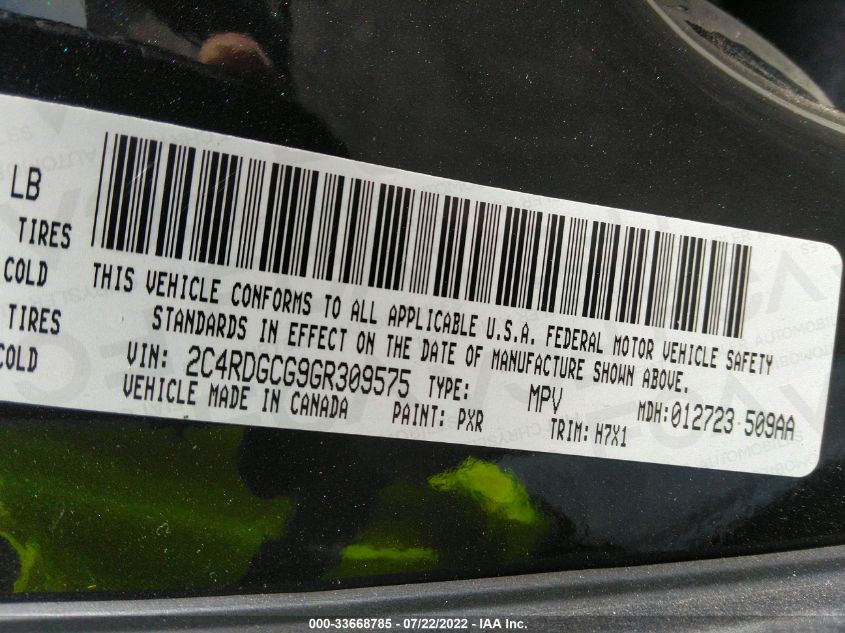 LB
TIRES
COLD
TIRES
COLD
THIS VEHICLE CONFORMS TO ALL APPLICABLE U.S.A. FEDERAL MOTOR VEHICLE SAFETY
STANDARDS IN EFFECT ON THE DATE OF MANUFACTURE SHOWN ABOVE.
VIN: 2C4RDGCG9GR309575 TYPE: MPV MDH:012723 509AA
VEHICLE MADE IN CANADA PAINT: PXR TRIM: H7X1
000-33668785 / 07/22/2022 - IAA Inc.